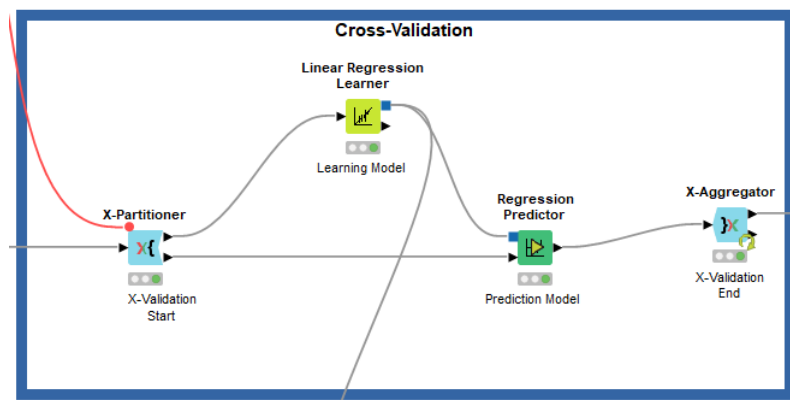 Cross-Validation
Linear Regression
Learner
Learning Model
X-Partitioner
X{
X-Validation
Start
Regression
Predictor
Prediction Model
X-Aggregator
}X
X-Validation
End